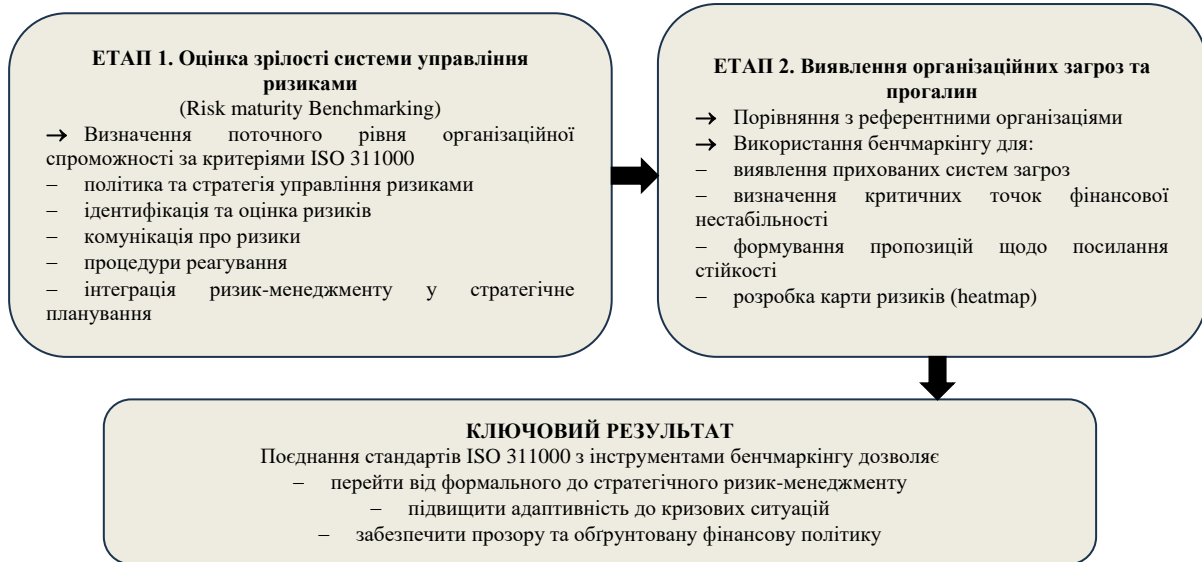 ЕТАП 1. Оцінка зрілості системи управління
ризиками
(Risk maturity Benchmarking)
→ Визначення поточного рівня організаційної
спроможності за критеріями ISO 311000
– політика та стратегія управління ризиками
– ідентифікація та оцінка ризиків
– комунікація про ризики
– процедури реагування
– інтеграція ризик-менеджменту у стратегічне
планування
ЕТАП 2. Виявлення організаційних загроз та
прогалин
→ Порівняння з референтними організаціями
→ Використання бенчмаркінгу для:
– виявлення прихованих систем загроз
– визначення критичних точок фінансової
нестабільності
– формування пропозицій щодо посилання
стійкості
– розробка карти ризиків (heatmap)
КЛЮЧОВИЙ РЕЗУЛЬТАТ
Поєднання стандартів ISO 311000 з інструментами бенчмаркінгу дозволяє
– перейти від формального до стратегічного ризик-менеджменту
– підвищити адаптивність до кризових ситуацій
– забезпечити прозору та обґрунтовану фінансову політику